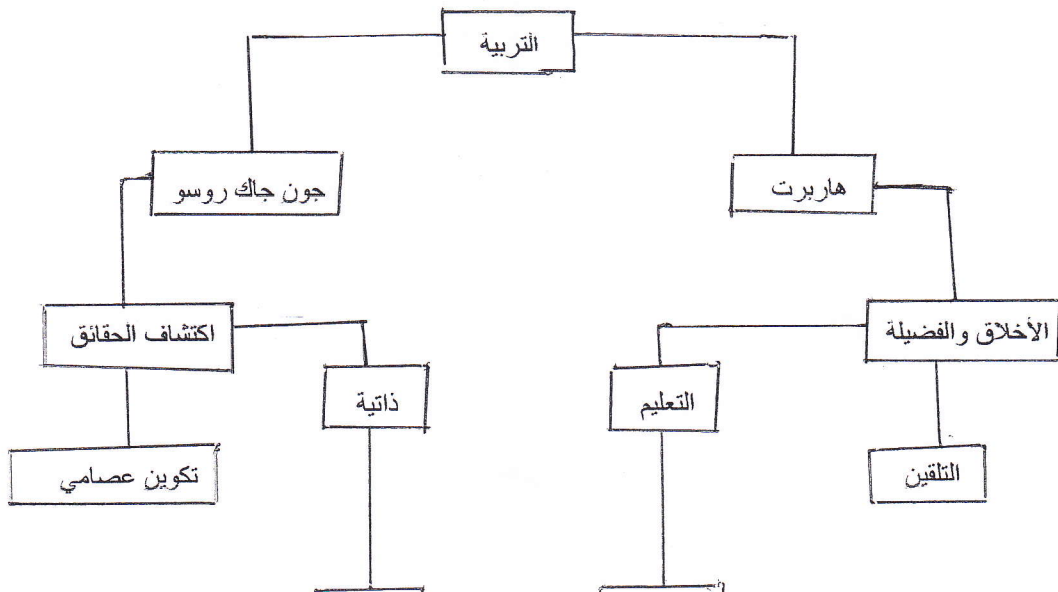 التربية
هاربرت
جون جاك روسو
الأخلاق والفضيلة
اكتشاف الحقائق
التعليم
ذاتية
التلقين
تكوين عصامي